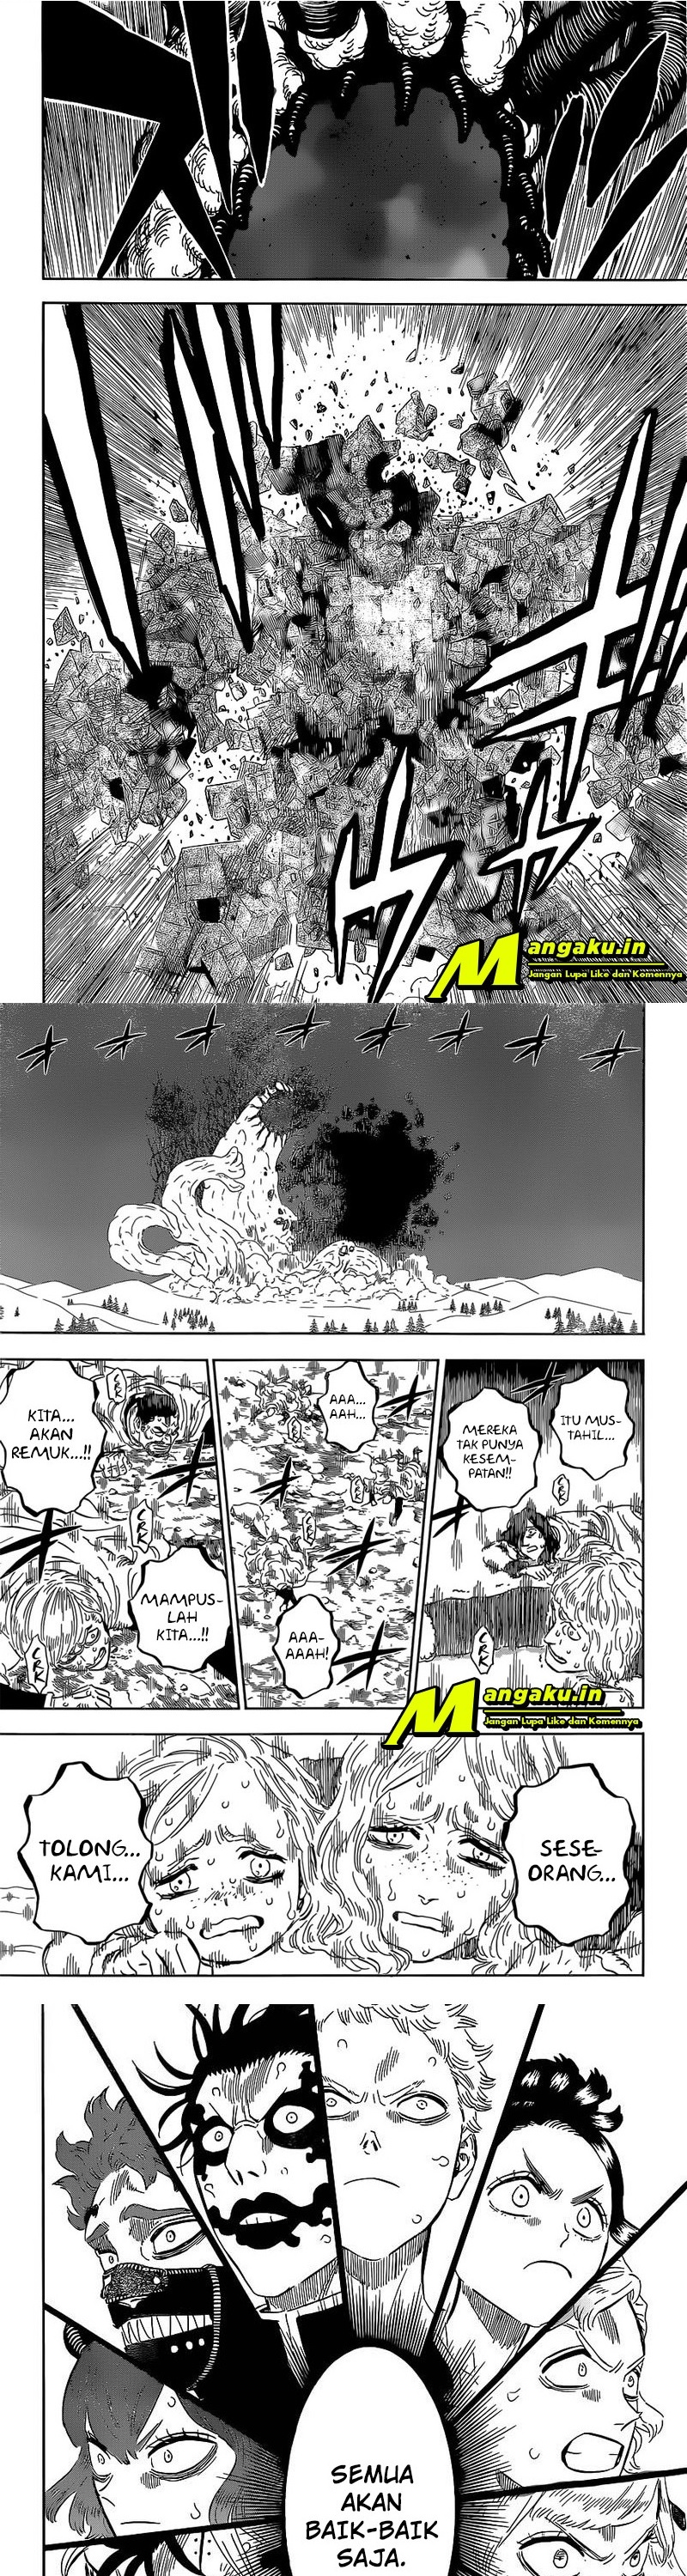 Mangaku.in
Jangan Lupa Like dan Komennya
ITU MUS-
TAHIL...
MEREKA
TAK PUNYA
KESEM-
PATAN!!
AAA...
AAH...
AAA-
AAAH!
KITA...
AKAN
REMUK...!!
MAMPUS-
LAH
KITA...!!
Mangaku.in
Jangan Lupa Like dan Komennya
SESE-
ORANG...
TOLONG...
KAMI...
SEMUA
AKAN
BAIK-BAIK
SAJA.